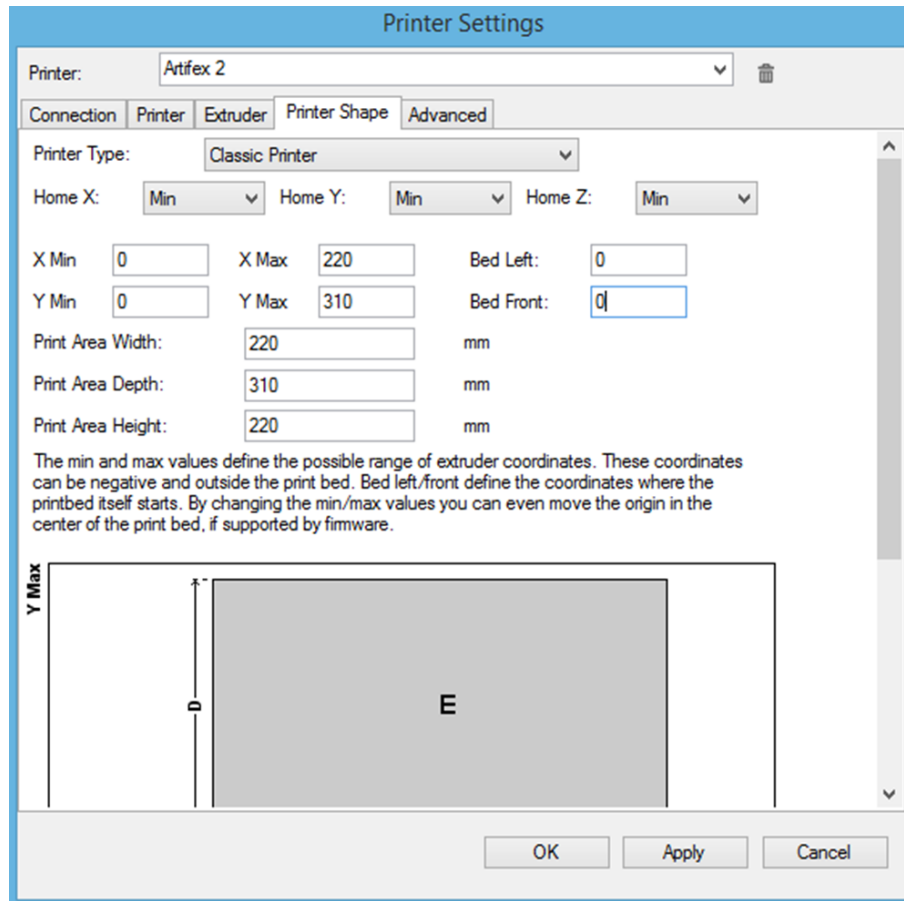 Printer Settings
Printer: Artifex 2
Connection Printer Extruder Printer Shape Advanced
Printer Type: Classic Printer
Home X: Min Home Y: Min Home Z: Min
X Min 0 X Max 220 Bed Left: 0
Y Min 0 Y Max 310 Bed Front: 0
Print Area Width: 220 mm
Print Area Depth: 310 mm
Print Area Height: 220 mm
The min and max values define the possible range of extruder coordinates. These coordinates
can be negative and outside the print bed. Bed left/front define the coordinates where the
printbed itself starts. By changing the min/max values you can even move the origin in the
center of the print bed, if supported by firmware.
Y Max
D
E
OK Apply Cancel